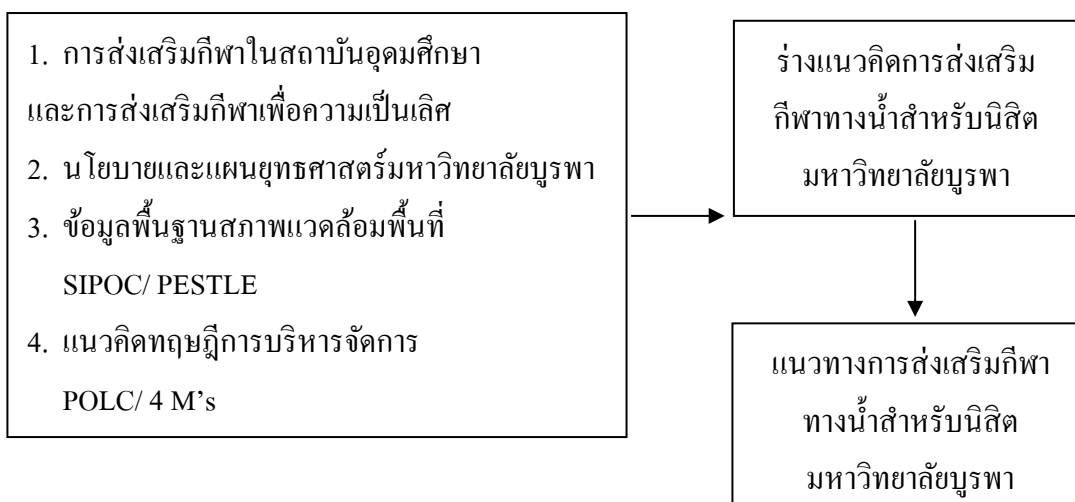 1. การส่งเสริมกีฬาในสถาบันอุดมศึกษา
และการส่งเสริมกีฬาเพื่อความเป็นเลิศ
2. นโยบายและแผนยุทธศาสตร์มหาวิทยาลัยบูรพา
3. ข้อมูลพื้นฐานสภาพแวดล้อมพื้นที่
SIPOC/ PESTLE
4. แนวคิดทฤษฎีการบริหารจัดการ
POLC/ 4 M’s
ร่างแนวคิดการส่งเสริม
กีฬาทางน้ำสำหรับนิสิต
มหาวิทยาลัยบูรพา
แนวทางการส่งเสริมกีฬา
ทางน้ำสำหรับนิสิต
มหาวิทยาลัยบูรพา